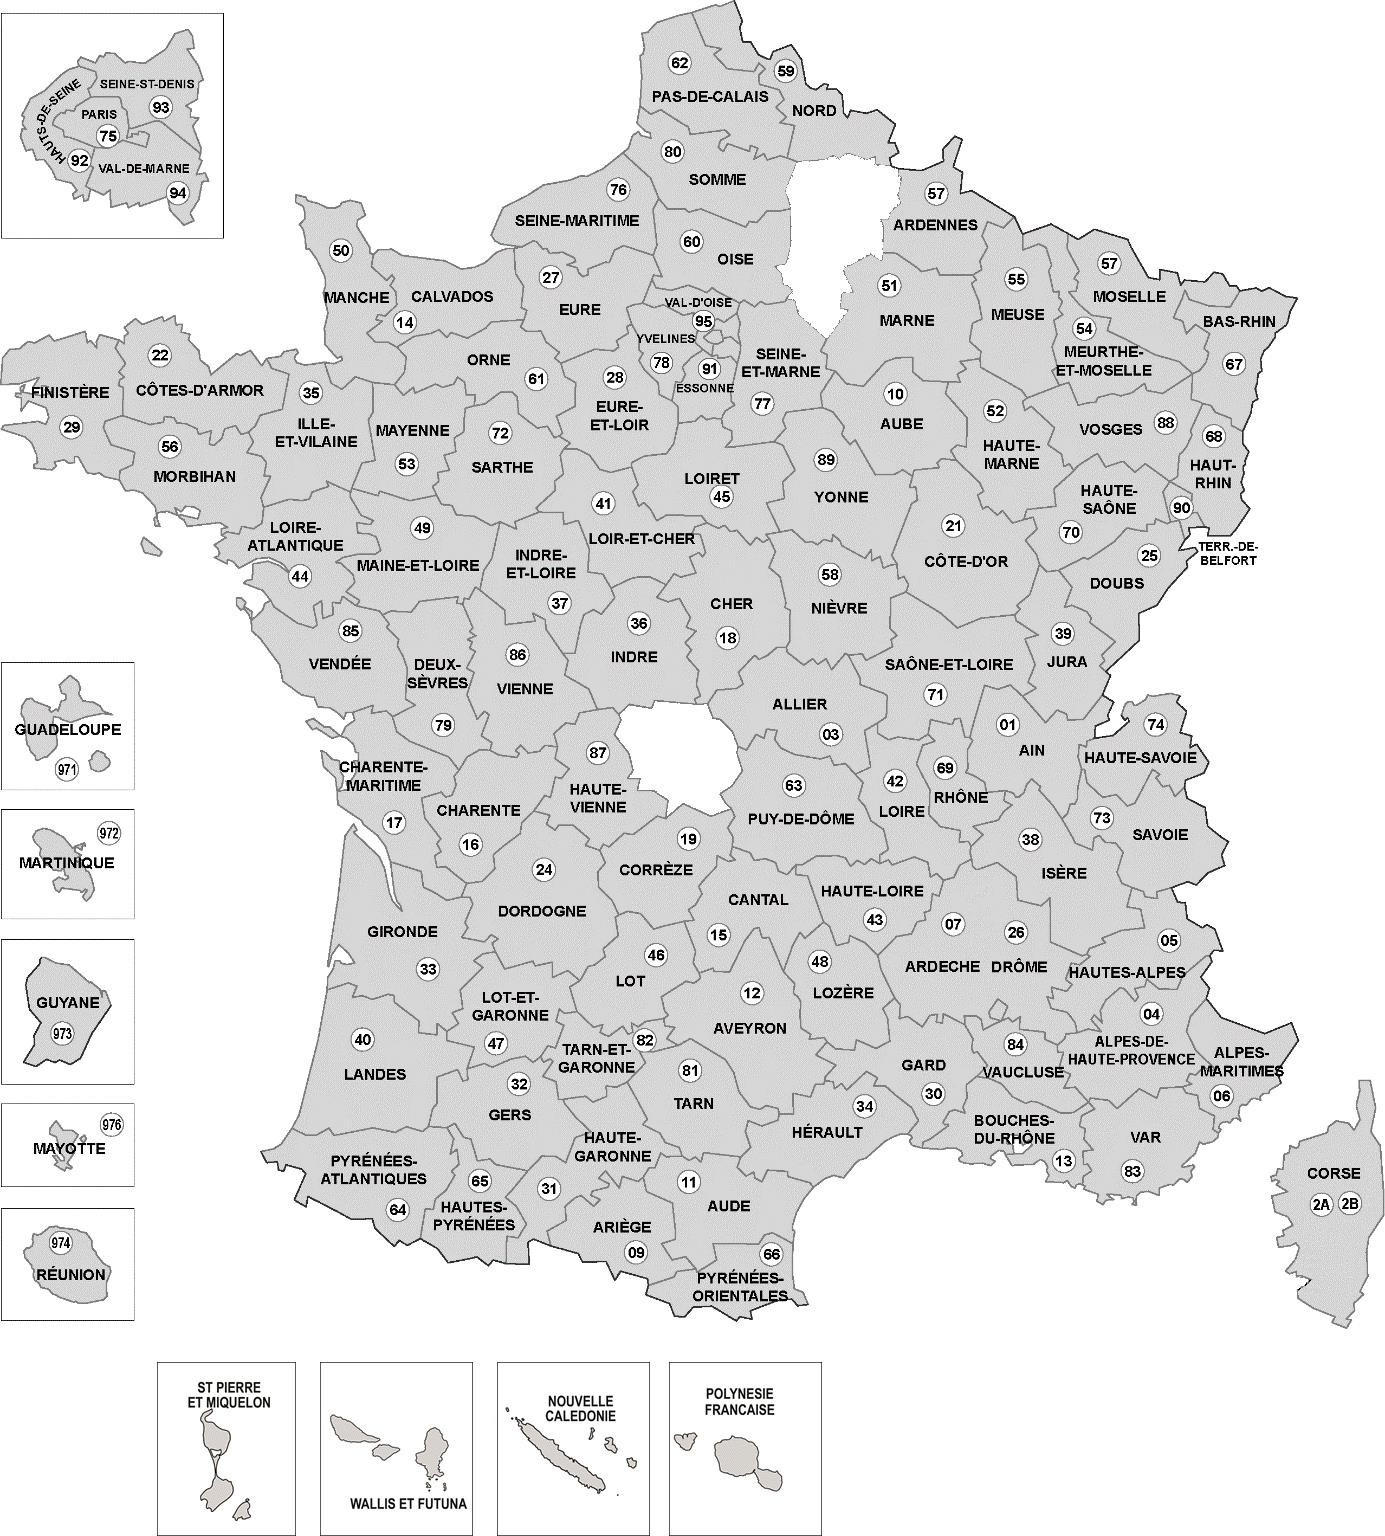 SEINE-ST-DENIS
93
HAUTS-DE-SEINE
92
PARIS
75
VAL-DE-MARNE
94
62
PAS-DE-CALAIS
59
NORD
80
SOMME
76
SEINE-MARITIME
57
ARDENNES
60
OISE
50
MANCHE
27
EURE
CALVADOS
14
VAL-D'OISE
95
51
MARNE
55
MEUSE
57
MOSELLE
BAS-RHIN
67
54
MEURTHE-
ET-MOSELLE
YVELINES
78
91
ESSONNE
SEINE-
ET-MARNE
77
ORNE
61
28
EURE-
ET-LOIR
22
CÔTES-D'ARMOR
FINISTÈRE
29
35
ILLE-
ET-VILAINE
56
MORBIHAN
MAYENNE
53
72
SARTHE
10
AUBE
52
HAUTE-
MARNE
VOSGES
88
68
HAUT-
RHIN
89
YONNE
LOIRET
45
41
LOIR-ET-CHER
HAUTE-
SAÔNE
70
90
TERR.-DE-
BELFORT
21
CÔTE-D'OR
25
DOUBS
LOIRE-
ATLANTIQUE
44
49
MAINE-ET-LOIRE
INDRE-
ET-LOIRE
37
58
NIÈVRE
CHER
18
36
INDRE
39
JURA
85
VENDÉE
DEUX-
SÈVRES
79
86
VIENNE
SAÔNE-ET-LOIRE
71
ALLIER
03
01
AIN
74
HAUTE-SAVOIE
87
HAUTE-
VIENNE
CHARENTE-
MARITIME
17
CHARENTE
16
63
PUY-DE-DÔME
42
LOIRE
69
RHÔNE
73
SAVOIE
38
ISÈRE
19
CORRÈZE
24
DORDOGNE
CANTAL
15
HAUTE-LOIRE
43
07
ARDECHE
26
DRÔME
05
HAUTES-ALPES
GIRONDE
33
46
LOT
48
LOZÈRE
12
AVEYRON
LOT-ET-
GARONNE
47
40
LANDES
TARN-ET-
GARONNE
82
81
TARN
32
GERS
GARD
30
84
VAUCLUSE
04
ALPES-DE-
HAUTE-PROVENCE
ALPES-
MARITIMES
06
34
HÉRAULT
BOUCHES-
DU-RHÔNE
13
VAR
83
HAUTE-
GARONNE
31
PYRÉNÉES-
ATLANTIQUES
64
65
HAUTES-
PYRÉNÉES
11
AUDE
ARIÈGE
09
66
PYRÉNÉES-
ORIENTALES
CORSE
2A
2B
GUADELOUPE
971
972
MARTINIQUE
GUYANE
973
976
MAYOTTE
974
RÉUNION
ST PIERRE
ET MIQUELON
WALLIS ET FUTUNA
NOUVELLE
CALEDONIE
POLYNESIE
FRANCAISE